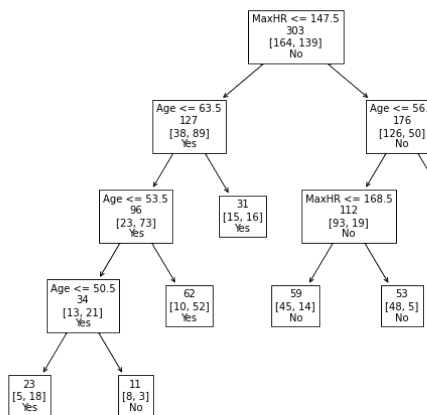 MaxHR <= 147.5
303
[164, 139]
No
Age <= 63.5
127
[38, 89]
Yes
Age <= 56.
176
[126, 50]
No
Age <= 53.5
96
[23, 73]
Yes
31
[15, 16]
Yes
MaxHR <= 168.5
112
[93, 19]
No
Age <= 50.5
34
[13, 21]
Yes
62
[10, 52]
Yes
59
[45, 14]
No
53
[48, 5]
No
23
[5, 18]
Yes
11
[8, 3]
No